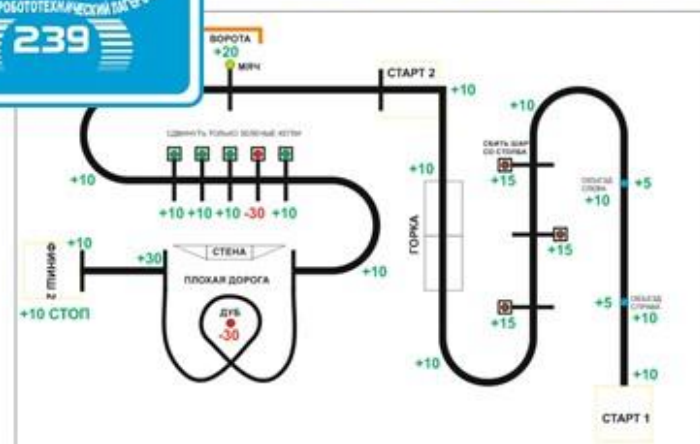 РОБОТОТЕХНИЧЕСКИЙ ЛАГЕРЬ
239
ВОРОТА
+20
МЯЧ
СТАРТ 2
+10
+10
СДВИНУТЬ ТОЛЬКО ЗЕЛЕНЫЕ КЕГЛИ
+10 +10 +10 -30 +10
+10
+10
СБИТЬ ШАР
СО СТОЛБА
+15
+15
+15
ОБЪЕЗД
СЛЕВА
+10
+5
+5
ОБЪЕЗД
СПРАВА
+10
+10
СТАРТ 1
ГОРКА
+10
+10
СТЕНА
ПЛОХАЯ ДОРОГА
ДУБ
-30
+30
+10
ФИНИШ 2
+10 СТОП